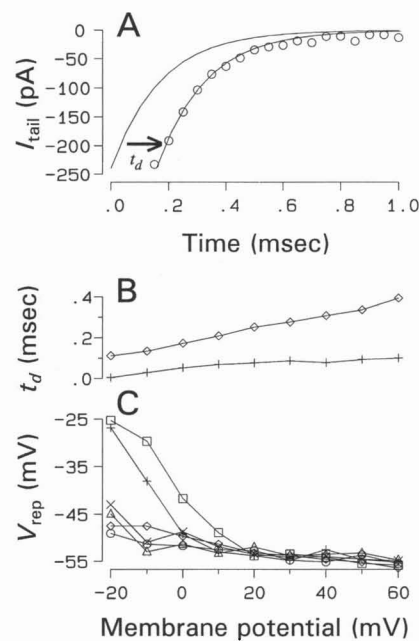 A
0
-50
-100
-150
-200
-250
I_tail (pA)
t_d
.0 .2 .4 .6 .8 1.0
Time (msec)
B
.4
.2
.0
t_d (msec)
C
-25
-35
-45
-55
V_rep (mV)
-20 0 20 40 60
Membrane potential (mV)